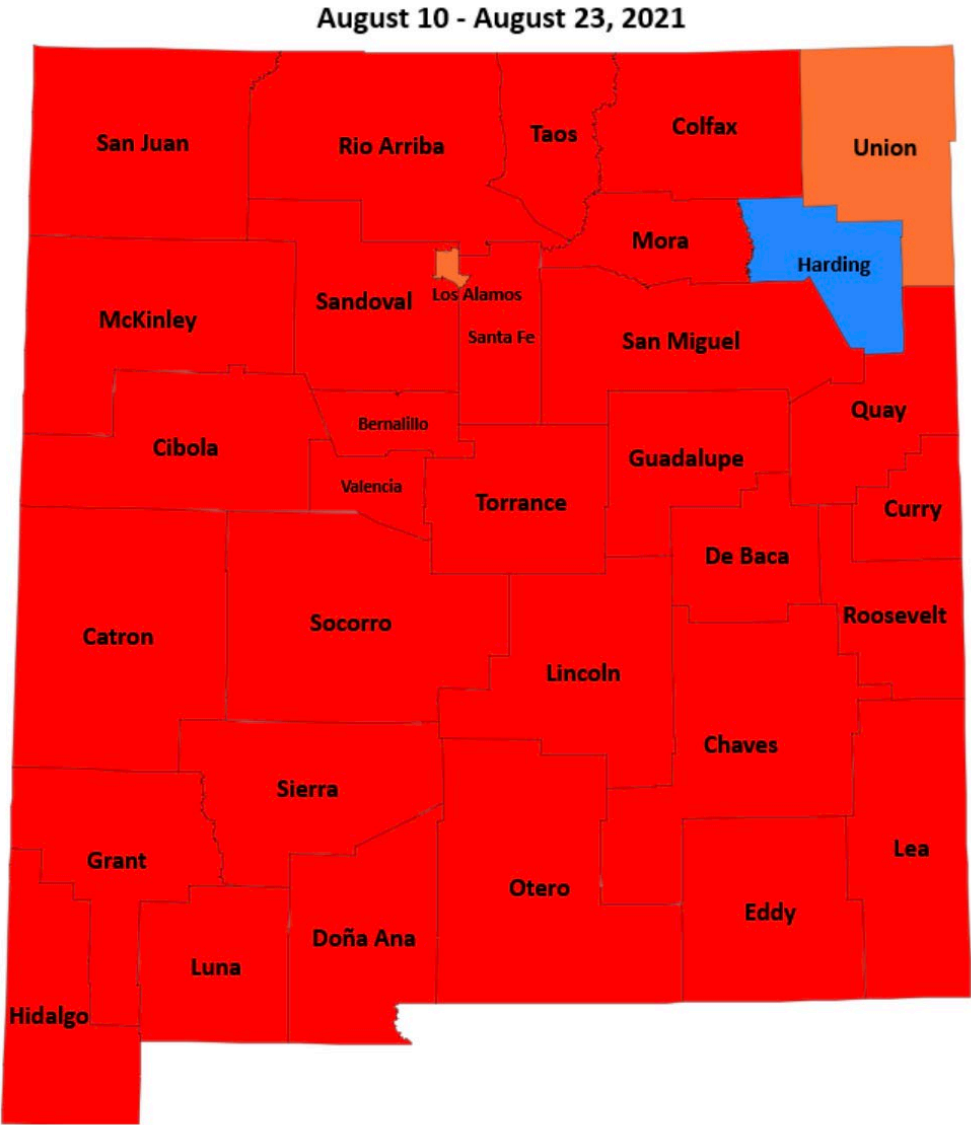 August 10 - August 23, 2021
San Juan
Rio Arriba
Taos
Colfax
Union
Mora
Harding
Los Alamos
Sandoval
McKinley
Santa Fe
San Miguel
Bernalillo
Quay
Cibola
Guadalupe
Valencia
Torrance
Curry
De Baca
Socorro
Roosevelt
Catron
Lincoln
Chaves
Sierra
Lea
Grant
Otero
Eddy
Doña Ana
Luna
Hidalgo